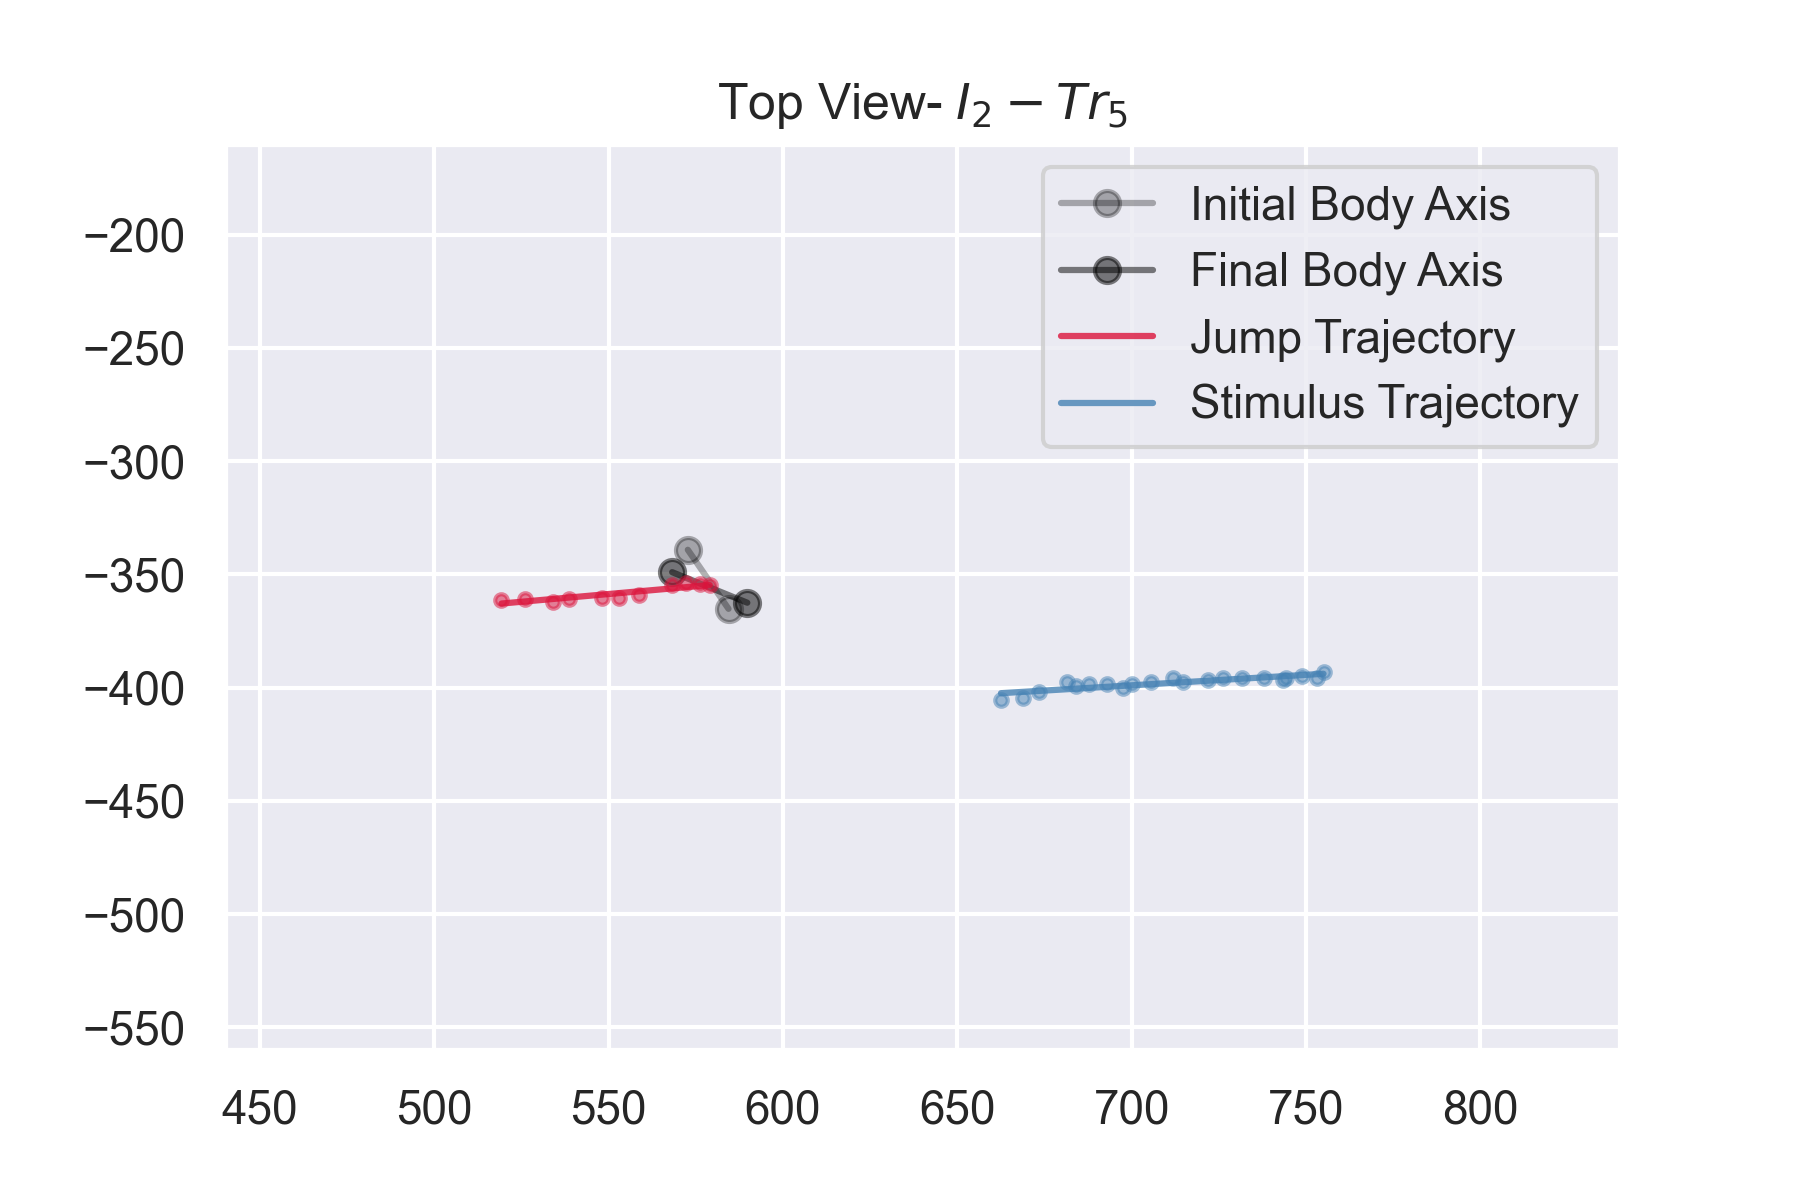 Top View- I₂ − Tr₅
Initial Body Axis
Final Body Axis
Jump Trajectory
Stimulus Trajectory
−200
−250
−300
−350
−400
−450
−500
−550
450 500 550 600 650 700 750 800